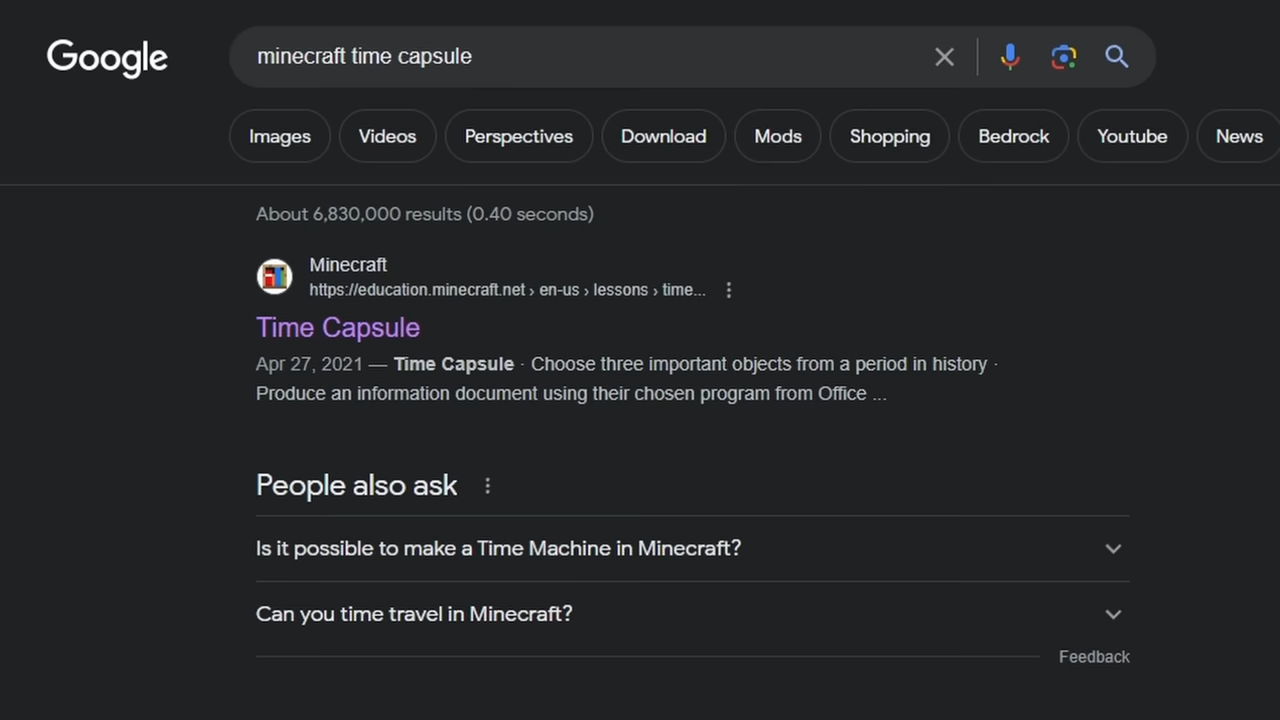 Google
minecraft time capsule
Images Videos Perspectives Download Mods Shopping Bedrock Youtube News
About 6,830,000 results (0.40 seconds)
Minecraft
https://education.minecraft.net › en-us › lessons › time...
Time Capsule
Apr 27, 2021 — Time Capsule · Choose three important objects from a period in history ·
Produce an information document using their chosen program from Office ...
People also ask
Is it possible to make a Time Machine in Minecraft?
Can you time travel in Minecraft?
Feedback